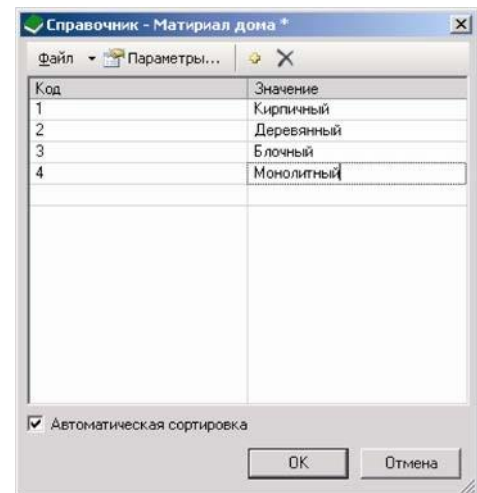 Справочник - Матириал дома *
Файл Параметры...
Код Значение
1 Кирпичный
2 Деревянный
3 Блочный
4 Монолитный
Автоматическая сортировка
OK Отмена